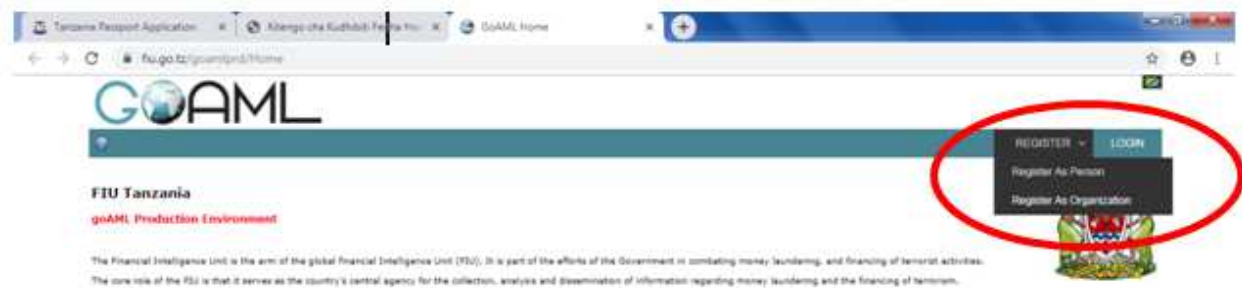 Tanzania Passport Application
Kitengo cha Kudhibiti Fedha
GoAML Home
fiu.go.tz/goamlprd/Home
GOAML
REGISTER
LOGIN
Register As Person
Register As Organization
FIU Tanzania
goAML Production Environment
The Financial Intelligence Unit is the arm of the global Financial Intelligence Unit (FIU). It is part of the efforts of the Government in combating money laundering, and financing of terrorist activities.
The core role of the FIU is that it serves as the country's central agency for the collection, analysis and dissemination of information regarding money laundering and the financing of terrorism.